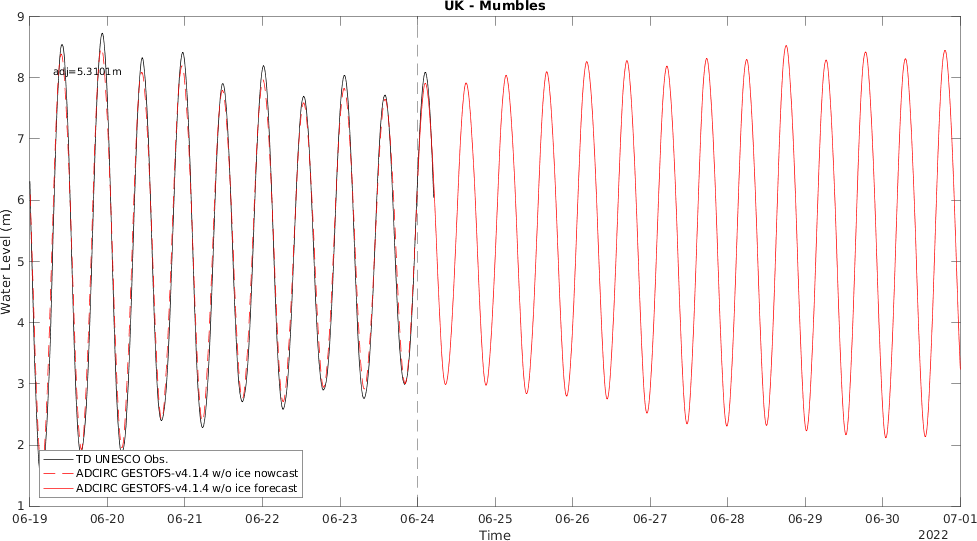 UK - Mumbles
9
8
7
6
5
4
3
2
1
Water Level (m)
adj=5.3101m
TD UNESCO Obs.
ADCIRC GESTOFS-v4.1.4 w/o ice nowcast
ADCIRC GESTOFS-v4.1.4 w/o ice forecast
06-19 06-20 06-21 06-22 06-23 06-24 06-25 06-26 06-27 06-28 06-29 06-30 07-01
Time
2022